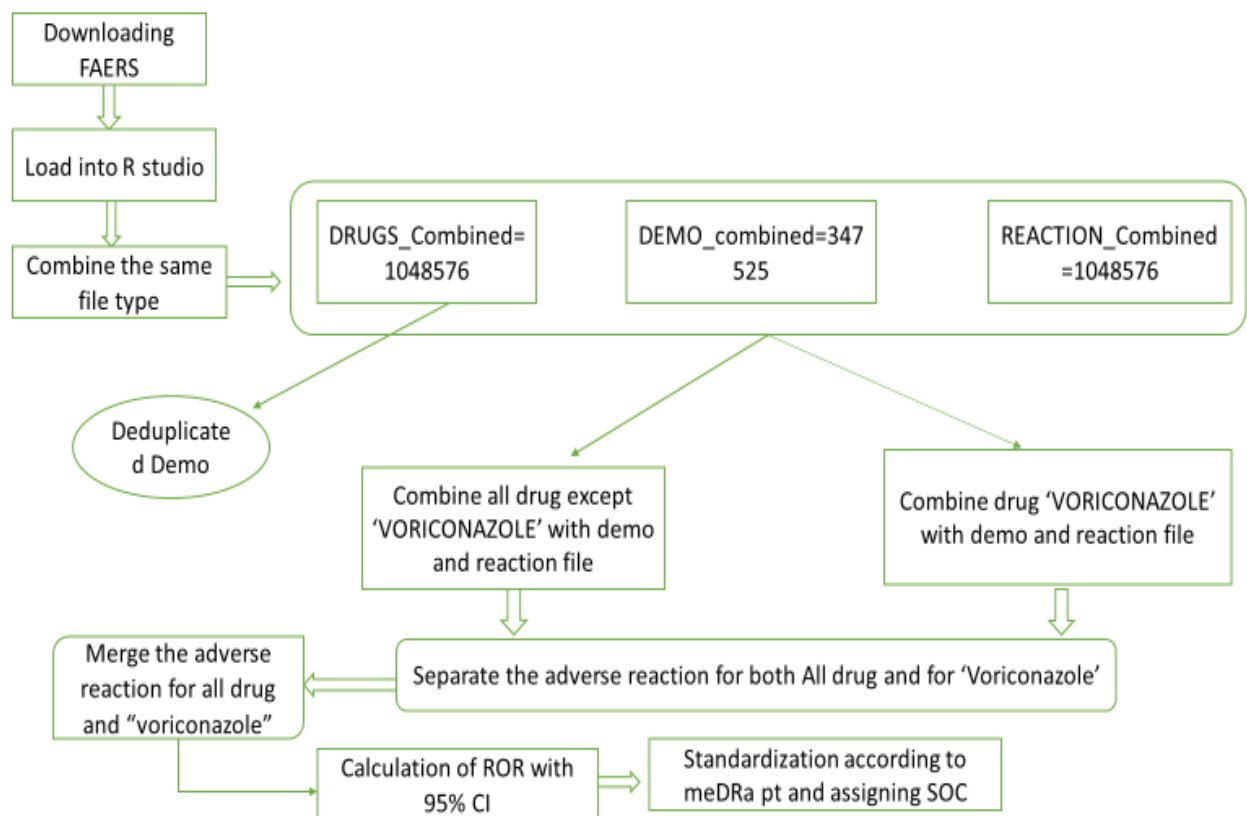 Downloading
FAERS
Load into R studio
Combine the same
file type
DRUGS_Combined=
1048576
DEMO_combined=347
525
REACTION_Combined
=1048576
Deduplicate
d Demo
Combine all drug except
‘VORICONAZOLE’ with demo
and reaction file
Combine drug ‘VORICONAZOLE’
with demo and reaction file
Separate the adverse reaction for both All drug and for ‘Voriconazole’
Merge the adverse
reaction for all drug
and “voriconazole”
Calculation of ROR with
95% CI
Standardization according to
meDRa pt and assigning SOC